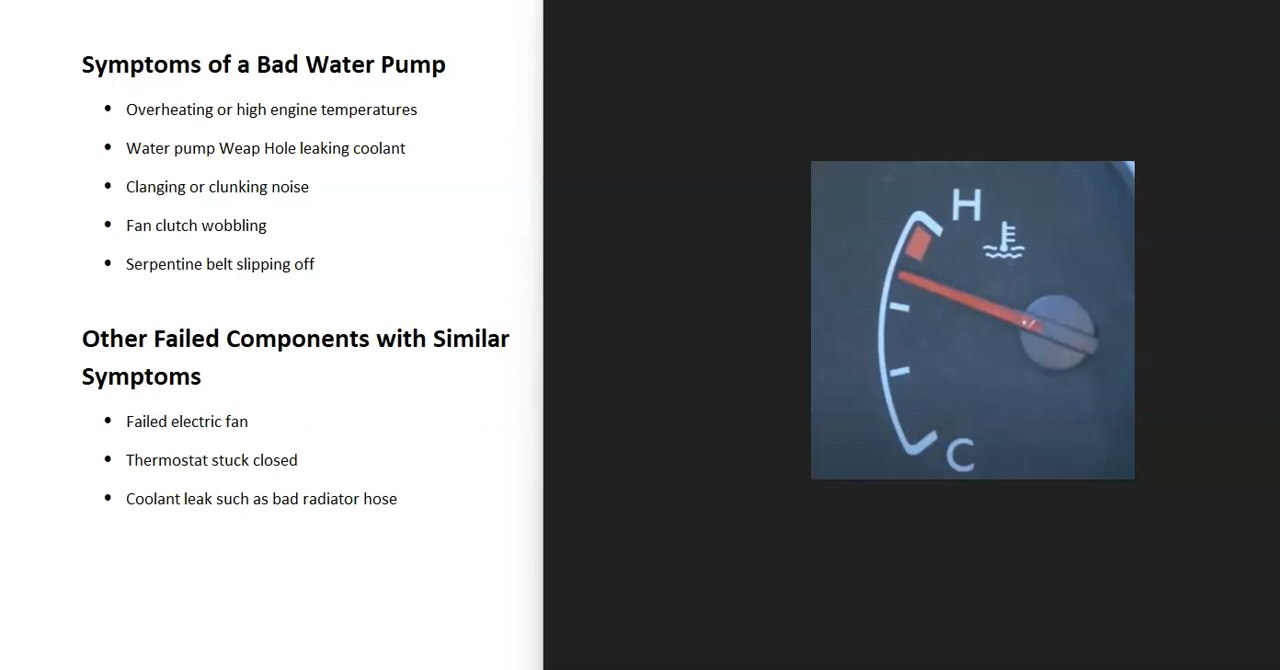 Symptoms of a Bad Water Pump
• Overheating or high engine temperatures
• Water pump Weap Hole leaking coolant
• Clanging or clunking noise
• Fan clutch wobbling
• Serpentine belt slipping off
Other Failed Components with Similar
Symptoms
• Failed electric fan
• Thermostat stuck closed
• Coolant leak such as bad radiator hose
H
C